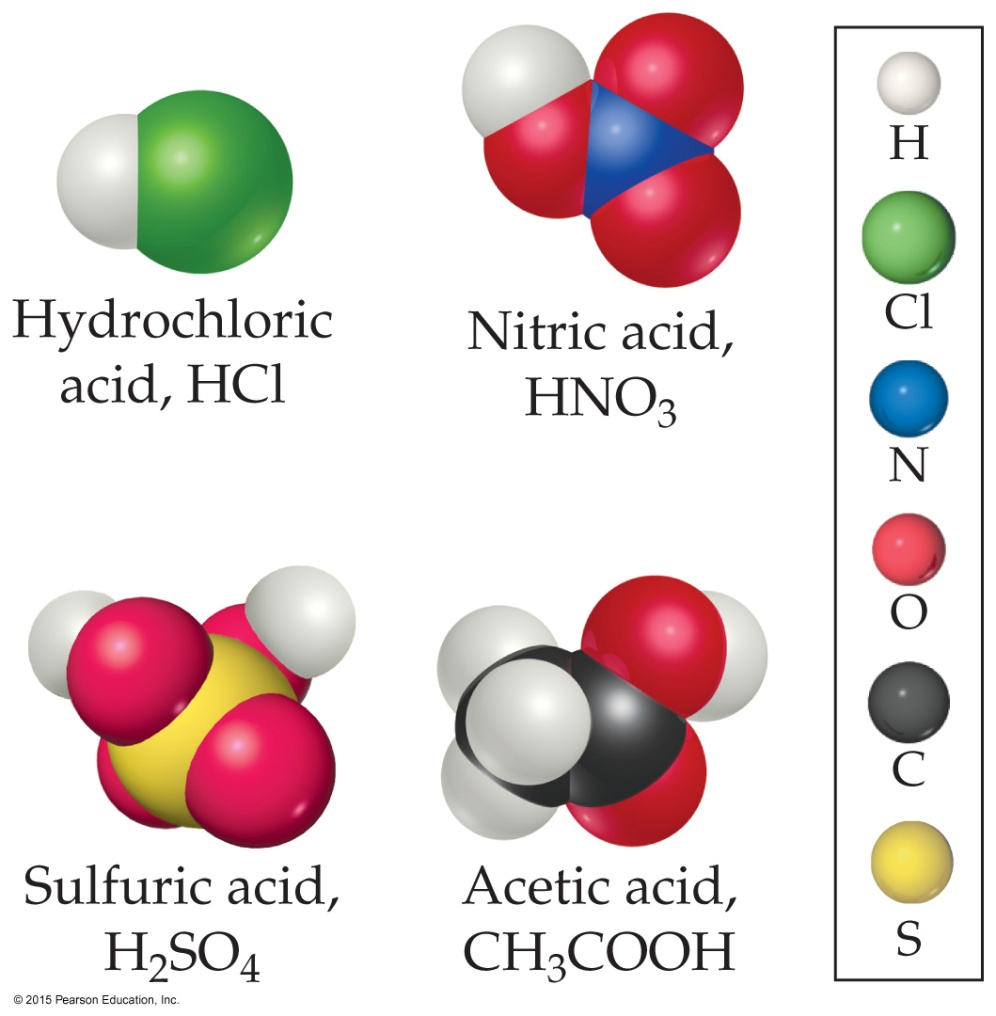 Hydrochloric
acid, HCl
Nitric acid,
HNO₃
Sulfuric acid,
H₂SO₄
Acetic acid,
CH₃COOH
H
Cl
N
O
C
S
© 2015 Pearson Education, Inc.